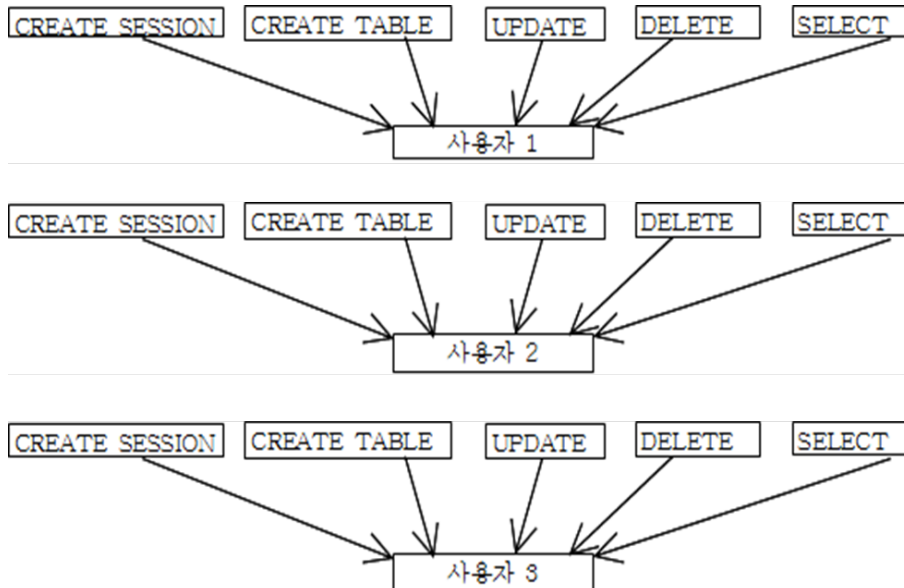 CREATE SESSION CREATE TABLE UPDATE DELETE SELECT
사용자 1
CREATE SESSION CREATE TABLE UPDATE DELETE SELECT
사용자 2
CREATE SESSION CREATE TABLE UPDATE DELETE SELECT
사용자 3